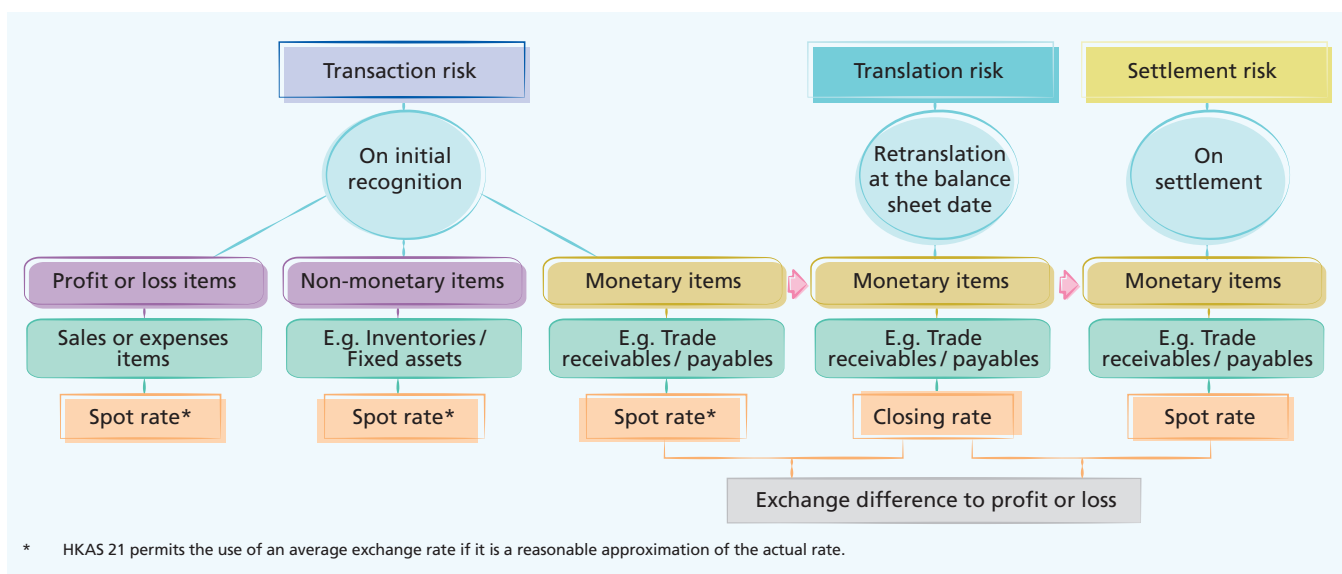 Transaction risk
Translation risk
Settlement risk
On initial
recognition
Retranslation
at the balance
sheet date
On
settlement
Profit or loss items
Non-monetary items
Monetary items
Monetary items
Monetary items
Sales or expenses
items
E.g. Inventories/
Fixed assets
E.g. Trade
receivables/ payables
E.g. Trade
receivables/ payables
E.g. Trade
receivables/ payables
Spot rate*
Spot rate*
Spot rate*
Closing rate
Spot rate
Exchange difference to profit or loss
* HKAS 21 permits the use of an average exchange rate if it is a reasonable approximation of the actual rate.